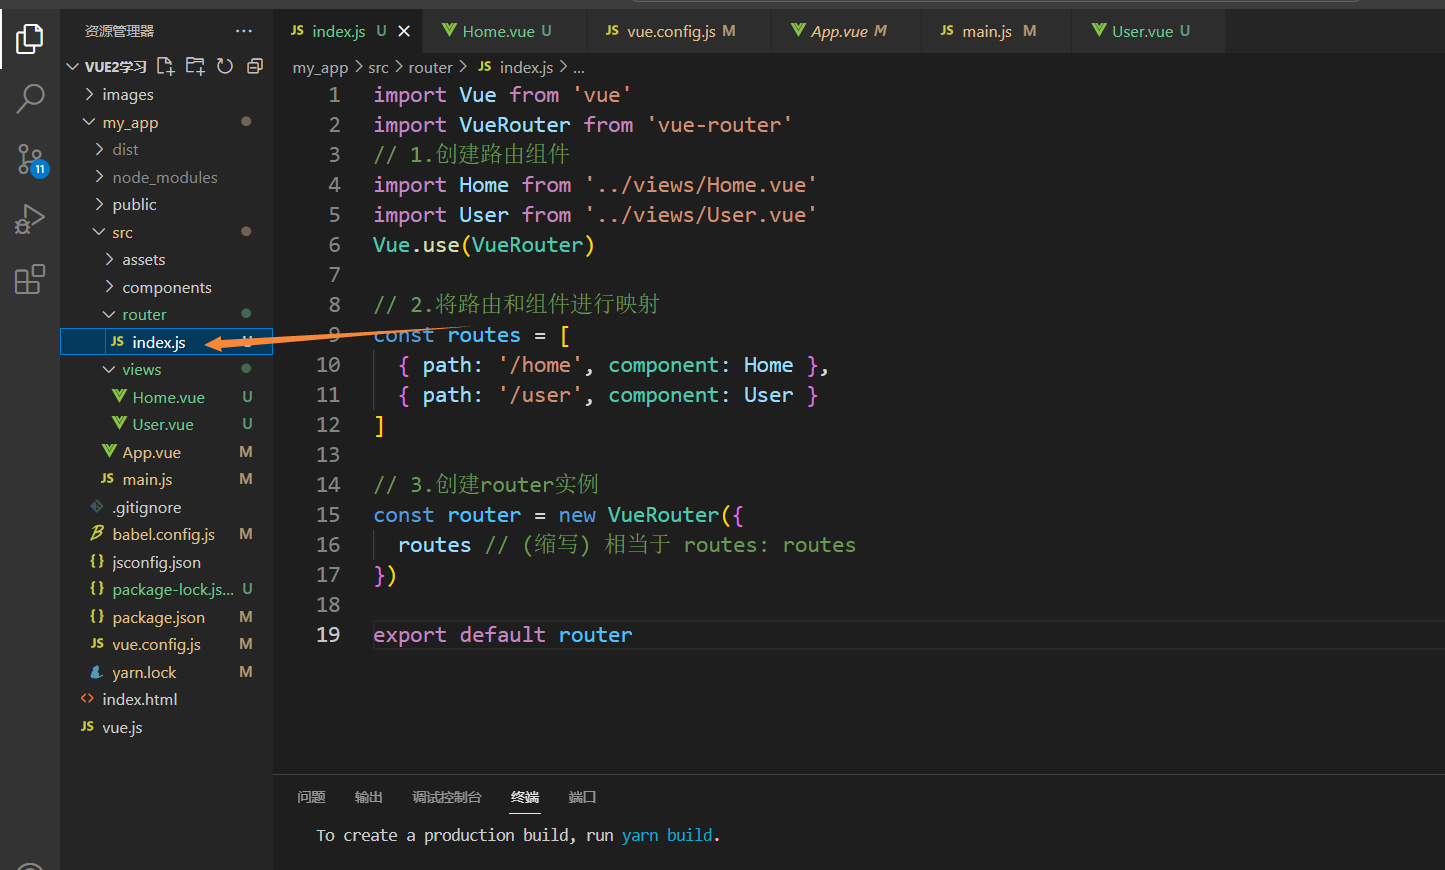 资源管理器
VUE2学习
images
my_app
dist
node_modules
public
src
assets
components
router
JS index.js U
views
Home.vue U
User.vue U
App.vue M
JS main.js M
.gitignore
babel.config.js M
{} jsconfig.json
{} package-lock.js... U
{} package.json M
JS vue.config.js M
yarn.lock M
<> index.html
JS vue.js
11
JS index.js U
Home.vue U
JS vue.config.js M
App.vue M
JS main.js M
User.vue U
my_app > src > router > JS index.js > ...
1 import Vue from 'vue'
2 import VueRouter from 'vue-router'
3 // 1.创建路由组件
4 import Home from '../views/Home.vue'
5 import User from '../views/User.vue'
6 Vue.use(VueRouter)
7
8 // 2.将路由和组件进行映射
9 const routes = [
10 { path: '/home', component: Home },
11 { path: '/user', component: User }
12 ]
13
14 // 3.创建router实例
15 const router = new VueRouter({
16 routes // (缩写) 相当于 routes: routes
17 })
18
19 export default router
问题 输出 调试控制台 终端 端口
To create a production build, run yarn build.